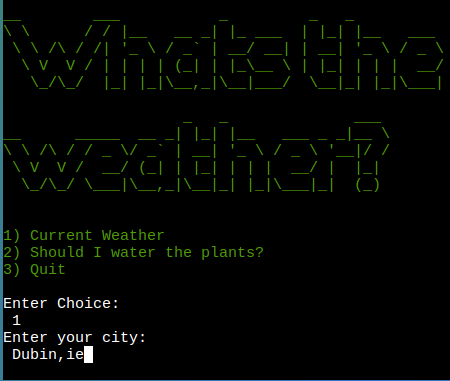 Whats the
weather?
1) Current Weather
2) Should I water the plants?
3) Quit
Enter Choice:
1
Enter your city:
Dubin,ie